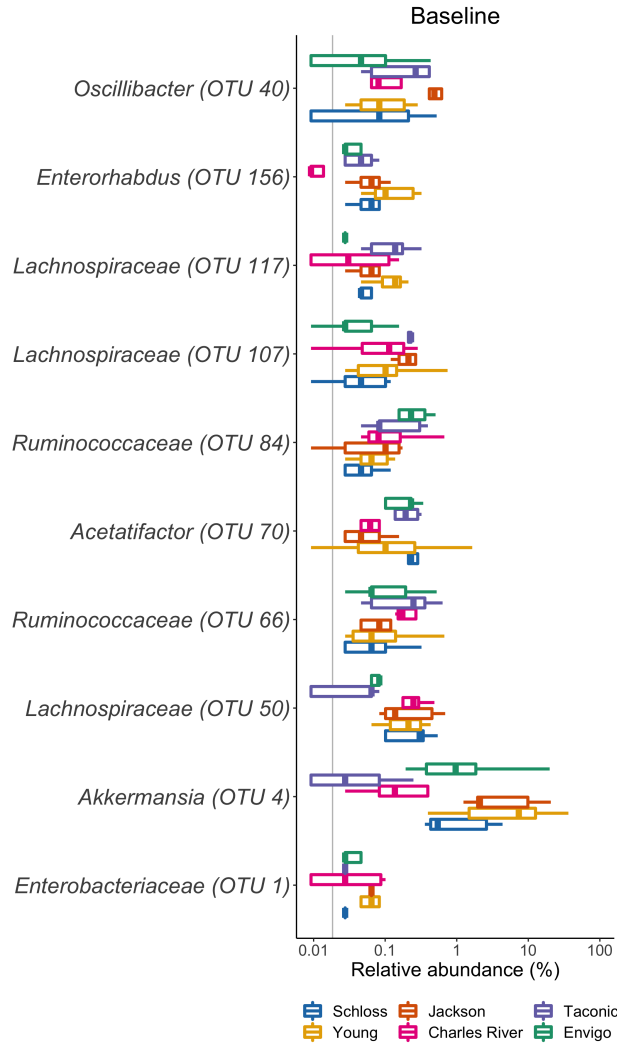 Baseline
Oscillibacter (OTU 40)
Enterorhabdus (OTU 156)
Lachnospiraceae (OTU 117)
Lachnospiraceae (OTU 107)
Ruminococcaceae (OTU 84)
Acetatifactor (OTU 70)
Ruminococcaceae (OTU 66)
Lachnospiraceae (OTU 50)
Akkermansia (OTU 4)
Enterobacteriaceae (OTU 1)
0.01 0.1 1 10 100
Relative abundance (%)
Schloss Jackson Taconic
Young Charles River Envigo